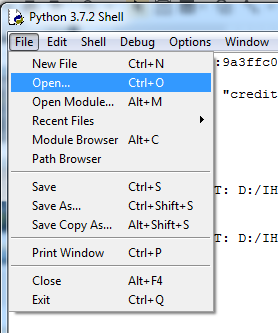 Python 3.7.2 Shell
File Edit Shell Debug Options Window
New File Ctrl+N
:9a3ffc0
Open... Ctrl+O
"credit
Open Module... Alt+M
Recent Files
Module Browser Alt+C
Path Browser
Save Ctrl+S
T: D:/IH
Save As... Ctrl+Shift+S
Save Copy As... Alt+Shift+S
T: D:/IH
Print Window Ctrl+P
Close Alt+F4
Exit Ctrl+Q